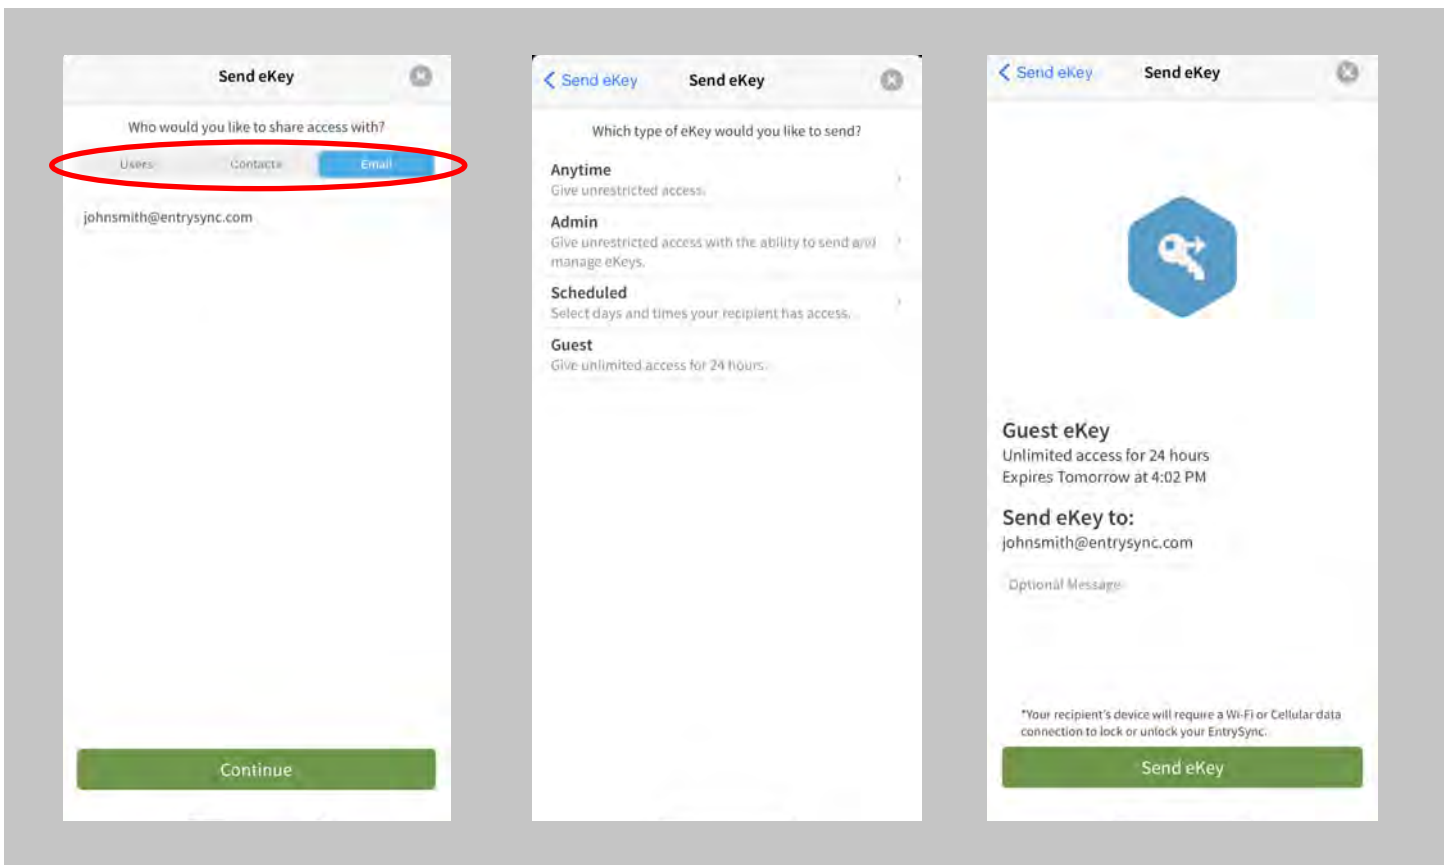 Send eKey
Who would you like to share access with?
Users Contacts Email
johnsmith@entrysync.com
Continue
Send eKey Send eKey
Which type of eKey would you like to send?
Anytime
Give unrestricted access.
Admin
Give unrestricted access with the ability to send and
manage eKeys.
Scheduled
Select days and times your recipient has access.
Guest
Give unlimited access for 24 hours.
Send eKey Send eKey
Guest eKey
Unlimited access for 24 hours
Expires Tomorrow at 4:02 PM
Send eKey to:
johnsmith@entrysync.com
Optional Message
*Your recipient's device will require a Wi-Fi or Cellular data
connection to lock or unlock your EntrySync.
Send eKey